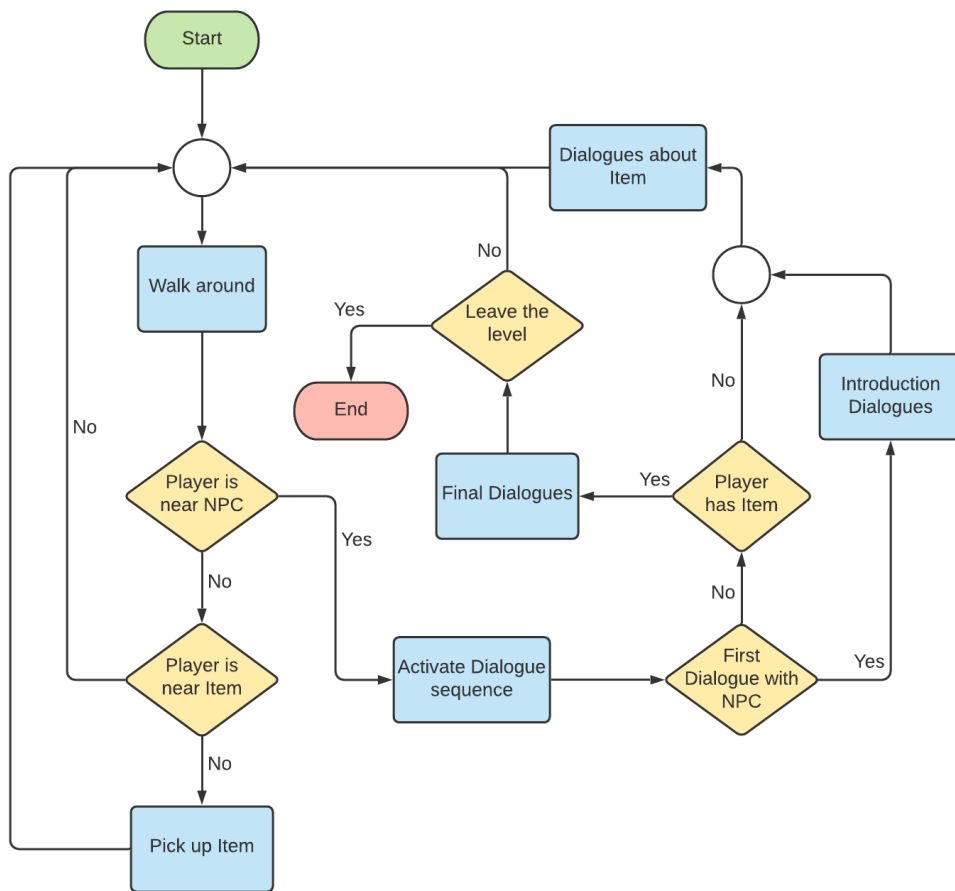 Start
Dialogues about
Item
No
Walk around
Yes
Leave the
level
End
No
Introduction
Dialogues
No
Player is
near NPC
Yes
Final Dialogues
Yes
Player
has Item
No
No
Player is
near Item
Activate Dialogue
sequence
First
Dialogue with
NPC
Yes
No
Pick up Item